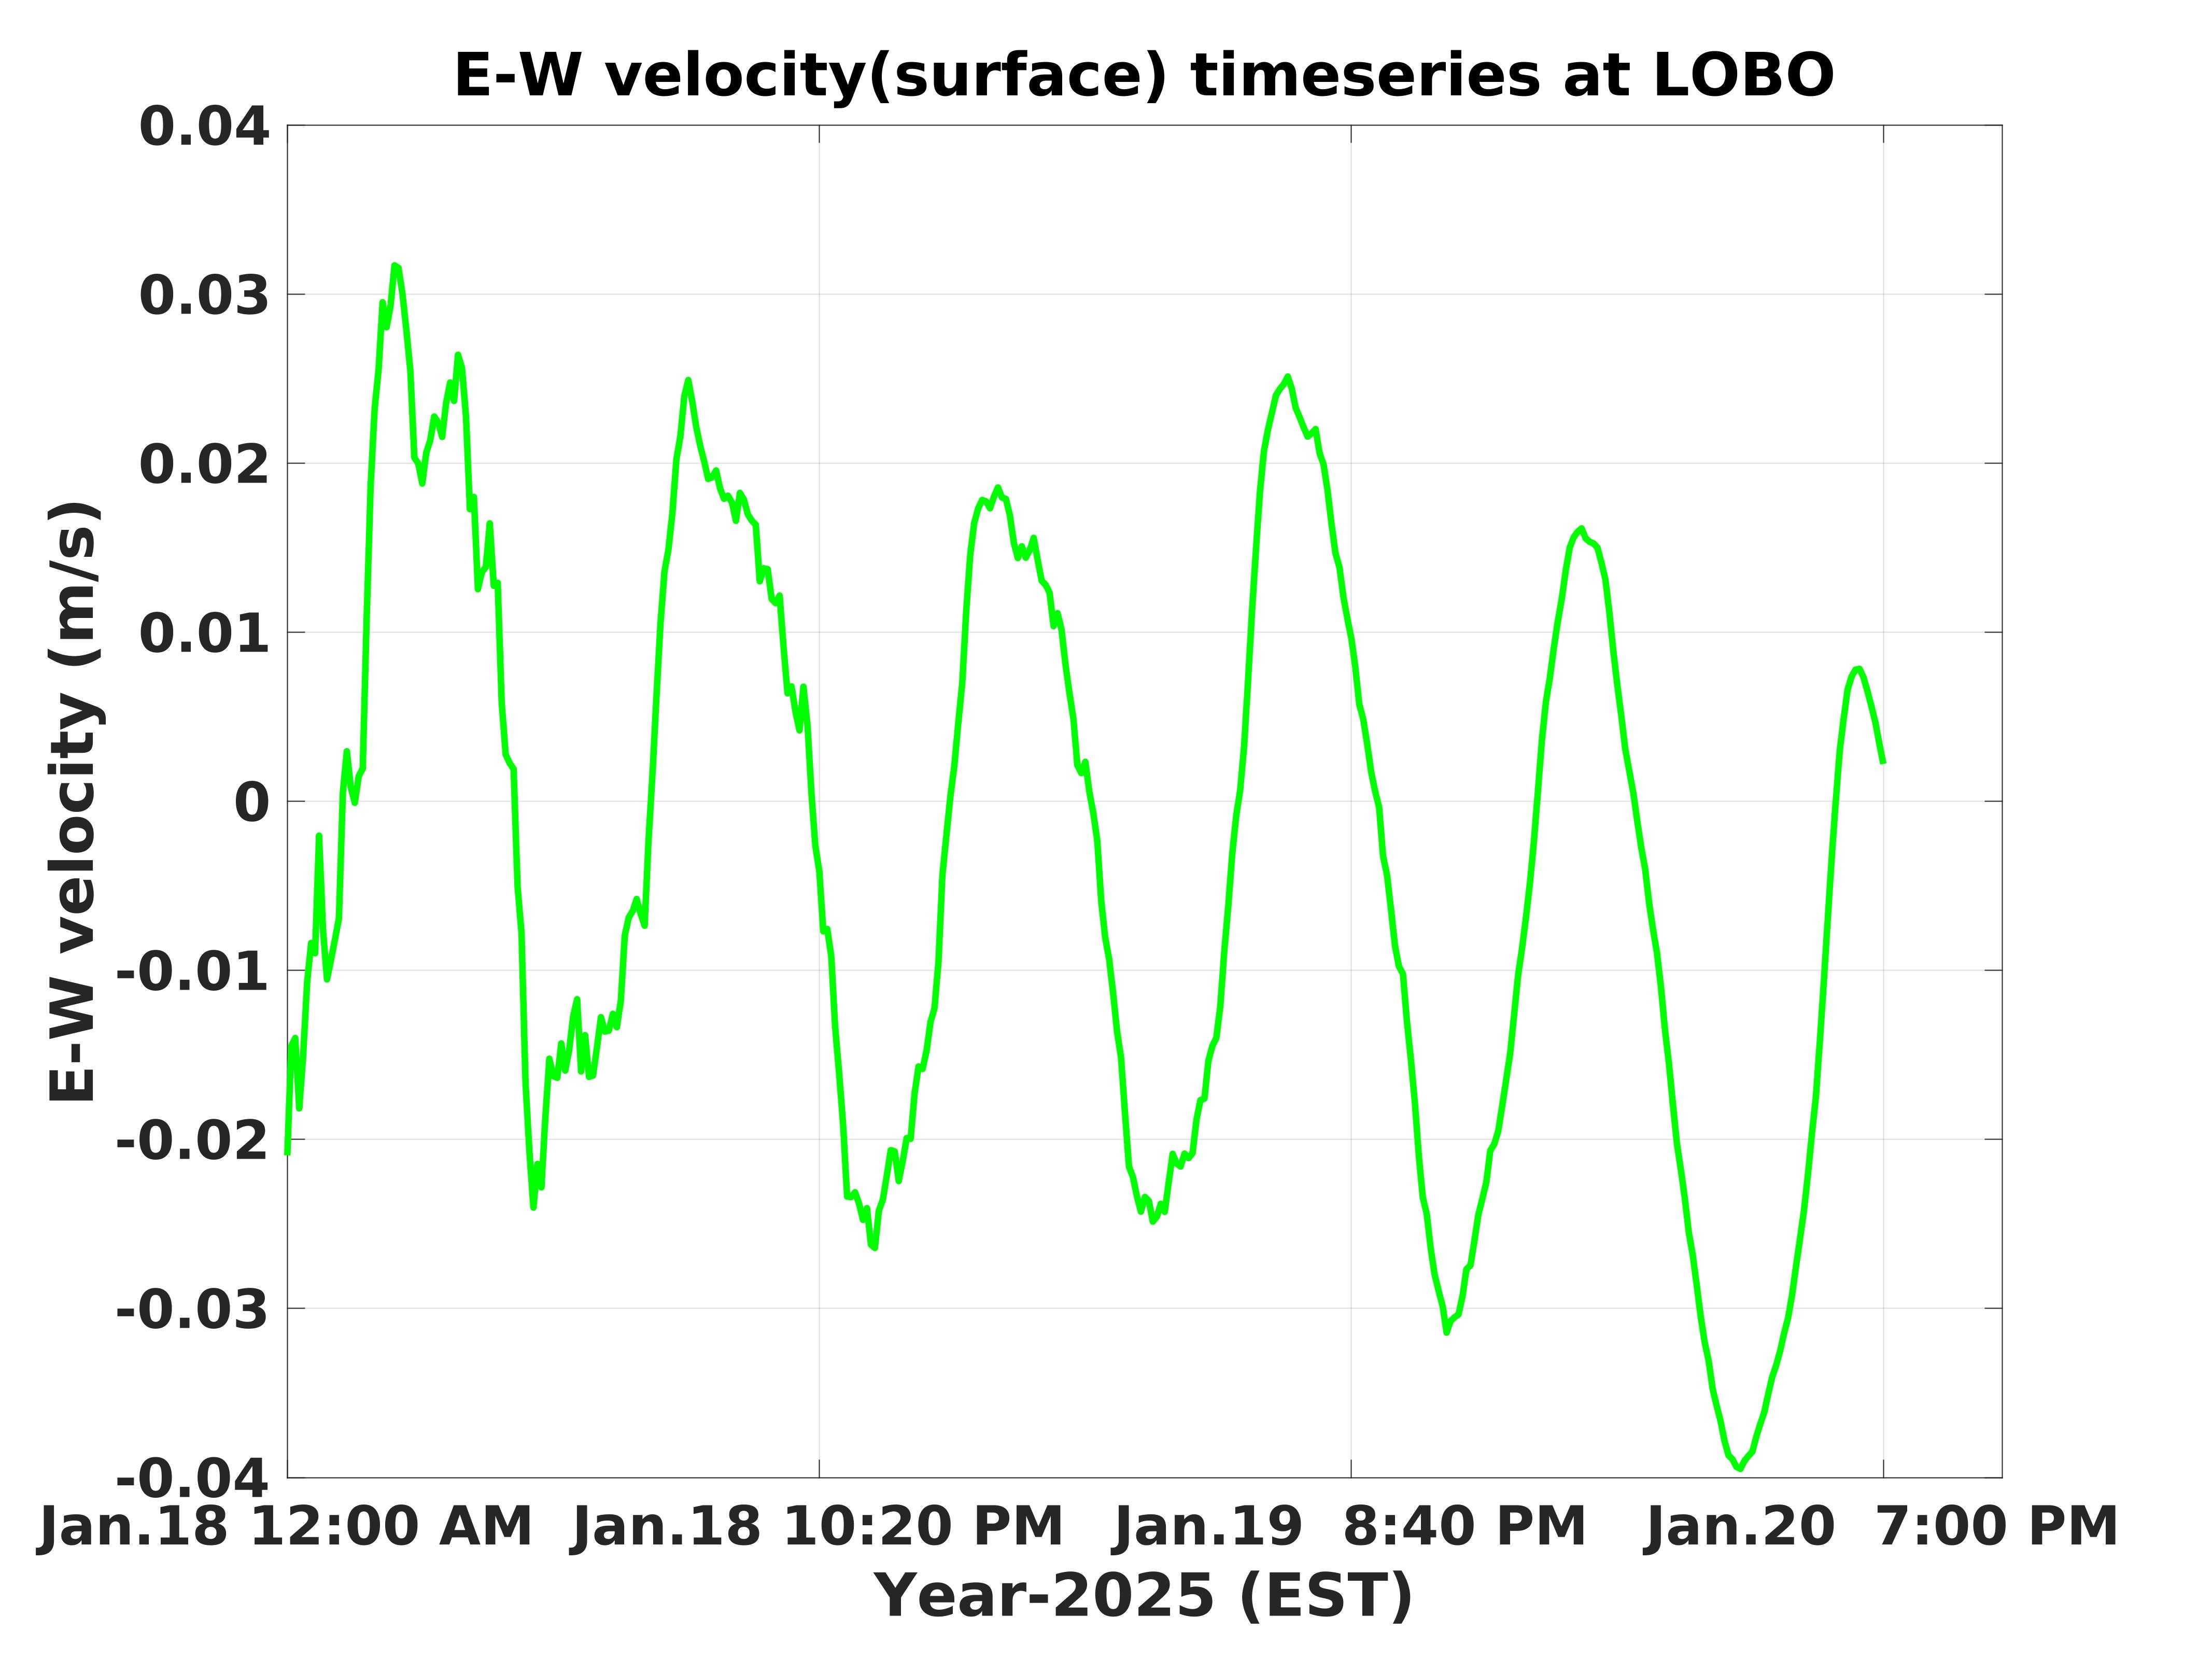 E-W velocity(surface) timeseries at LOBO
0.04
0.03
0.02
0.01
0
-0.01
-0.02
-0.03
-0.04
E-W velocity (m/s)
Jan.18 12:00 AM Jan.18 10:20 PM Jan.19 8:40 PM Jan.20 7:00 PM
Year-2025 (EST)